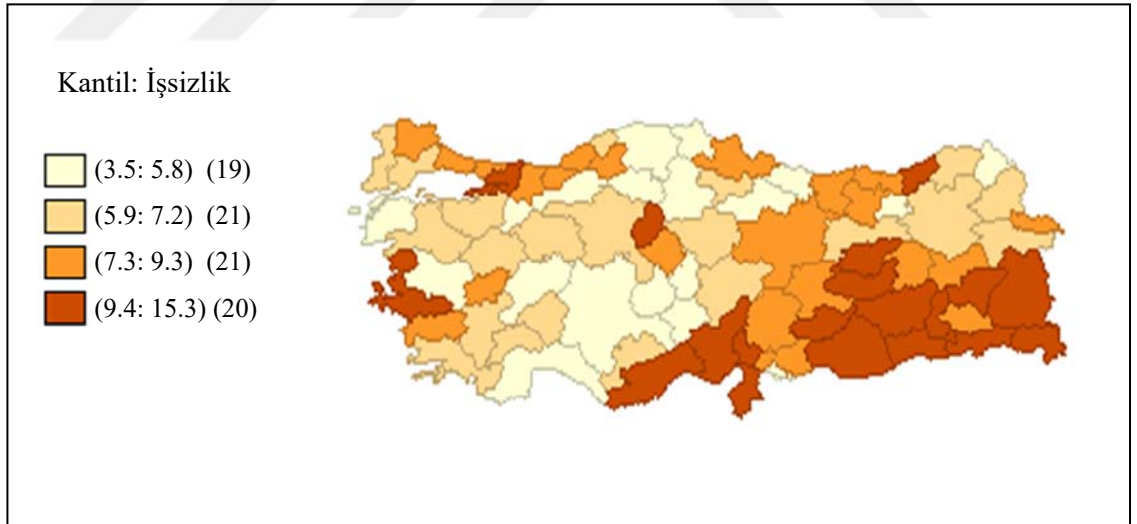 Kantil: İşsizlik
(3.5: 5.8) (19)
(5.9: 7.2) (21)
(7.3: 9.3) (21)
(9.4: 15.3) (20)